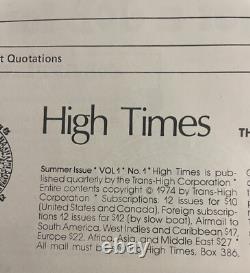 t Quotations
High Times
TH
Summer Issue * VOL 1 * No. 1 * High Times is pub-
lished quarterly by the Trans-High Corporation *
Entire contents copyright © 1974 by Trans-High
Corporation * Subscriptions: 12 issues for $10
(United States and Canada), Foreign subscrip-
tions 12 issues for $12 (by slow boat), Airmail to
South America, West Indies and Caribbean $17,
Europe $22, Africa, Asia, and Middle East $27 *
All mail must be High Times, Box 386,